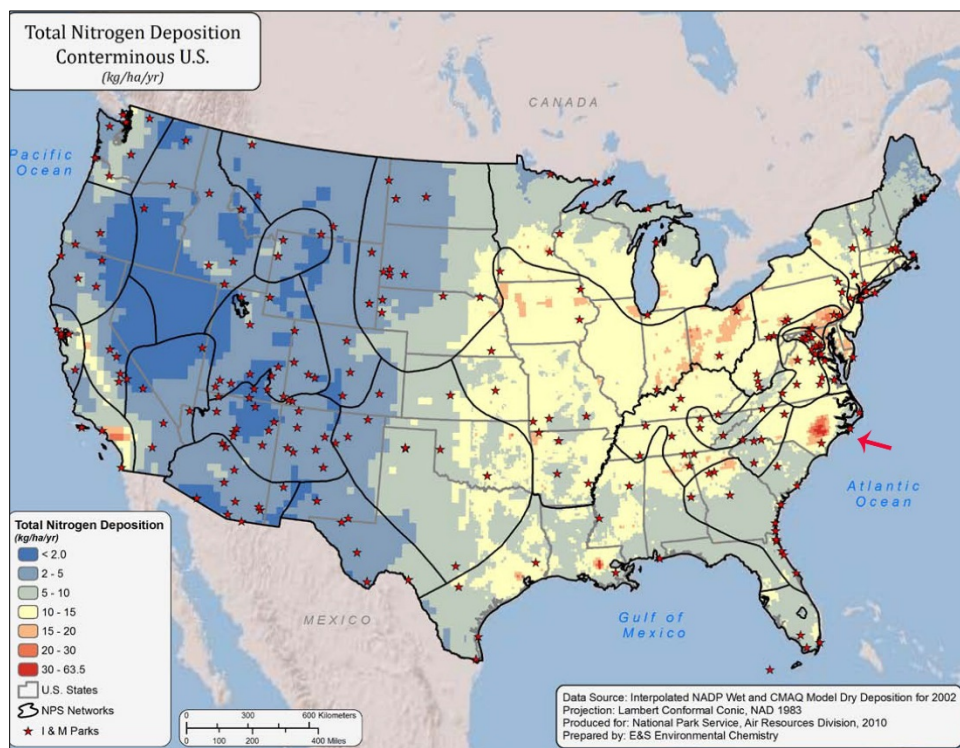 Total Nitrogen Deposition
Conterminous U.S.
(kg/ha/yr)
CANADA
Pacific
Ocean
Atlantic
Ocean
Gulf of
Mexico
MEXICO
Total Nitrogen Deposition
(kg/ha/yr)
< 2.0
2 - 5
5 - 10
10 - 15
15 - 20
20 - 30
30 - 63.5
U.S. States
NPS Networks
I & M Parks
0 300 600 Kilometers
0 200 400 Miles
Data Source: Interpolated NADP Wet and CMAQ Model Dry Deposition for 2002
Projection: Lambert Conformal Conic, NAD 1983
Produced for: National Park Service, Air Resources Division, 2010
Prepared by: E&S Environmental Chemistry